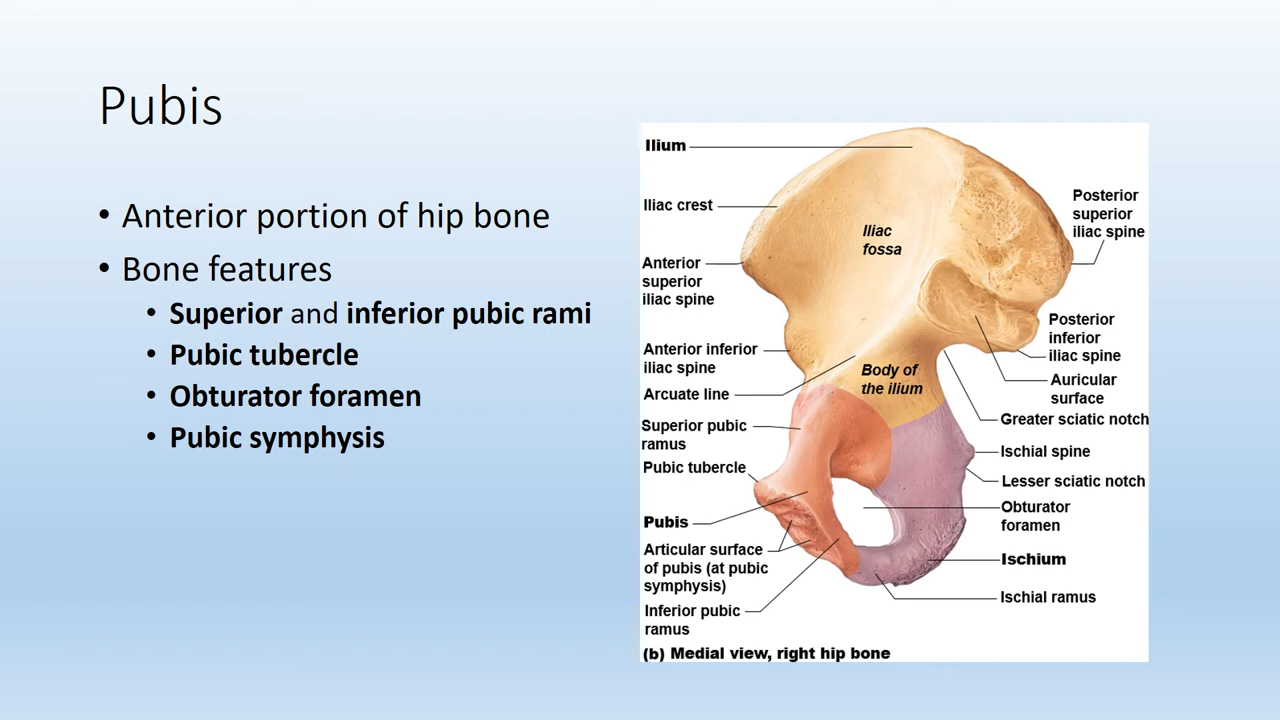 Pubis
• Anterior portion of hip bone
• Bone features
• Superior and inferior pubic rami
• Pubic tubercle
• Obturator foramen
• Pubic symphysis
Ilium
Iliac crest
Anterior
superior
iliac spine
Anterior inferior
iliac spine
Arcuate line
Superior pubic
ramus
Pubic tubercle
Pubis
Articular surface
of pubis (at pubic
symphysis)
Inferior pubic
ramus
Iliac
fossa
Body of
the ilium
Posterior
superior
iliac spine
Posterior
inferior
iliac spine
Auricular
surface
Greater sciatic notch
Ischial spine
Lesser sciatic notch
Obturator
foramen
Ischium
Ischial ramus
(b) Medial view, right hip bone